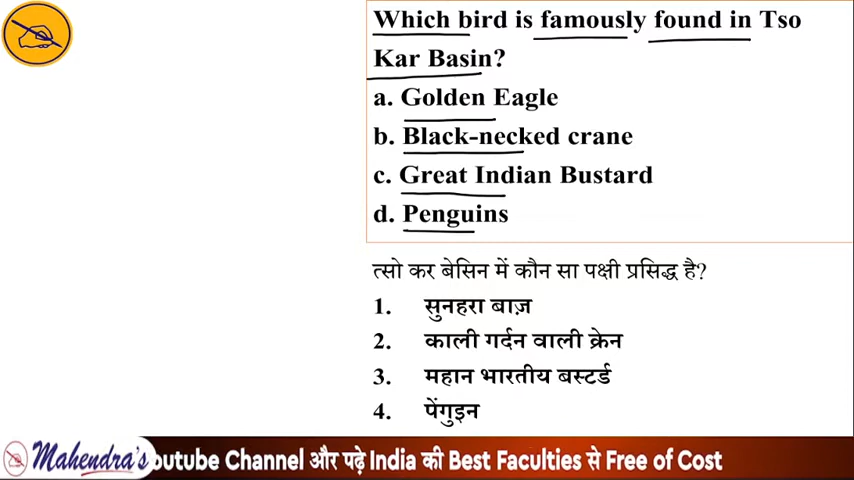 Which bird is famously found in Tso
Kar Basin?
a. Golden Eagle
b. Black-necked crane
c. Great Indian Bustard
d. Penguins
त्सो कर बेसिन में कौन सा पक्षी प्रसिद्ध है?
1. सुनहरा बाज़
2. काली गर्दन वाली क्रेन
3. महान भारतीय बस्टर्ड
4. पेंगुइन
Mahendra's outube Channel और पढ़े India की Best Faculties से Free of Cost